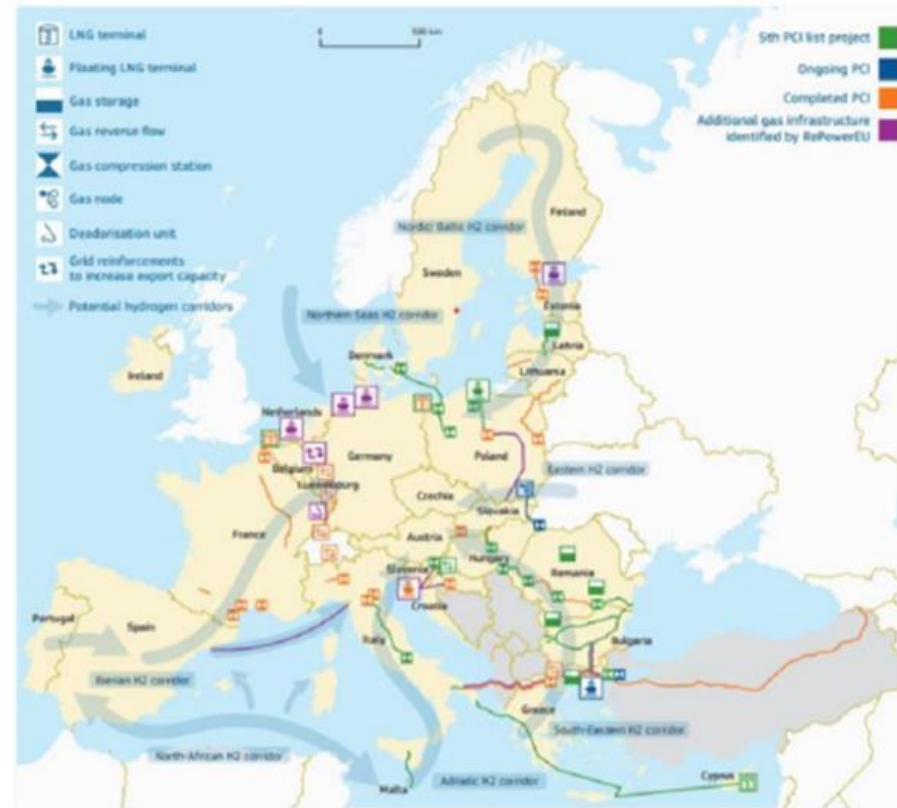 LNG terminal
Floating LNG terminal
Gas storage
Gas reverse flow
Gas compression station
Gas node
Deodorisation unit
Grid reinforcements
to increase export capacity
Potential hydrogen corridors
500 km
5th PCI list project
Ongoing PCI
Completed PCI
Additional gas infrastructure
identified by RePowerEU
Finland
Nordic/Baltic H2 corridor
Sweden
Estonia
Northern Seas H2 corridor
Latvia
Denmark
Lithuania
Ireland
Netherlands
Germany
Poland
Belgium
Eastern H2 corridor
Luxembourg
Czechia
Slovakia
France
Austria
Hungary
Slovenia
Romania
Croatia
Portugal
Spain
Italy
Bulgaria
Iberian H2 corridor
Greece
South-Eastern H2 corridor
North-African H2 corridor
Adriatic H2 corridor
Cyprus
Malta